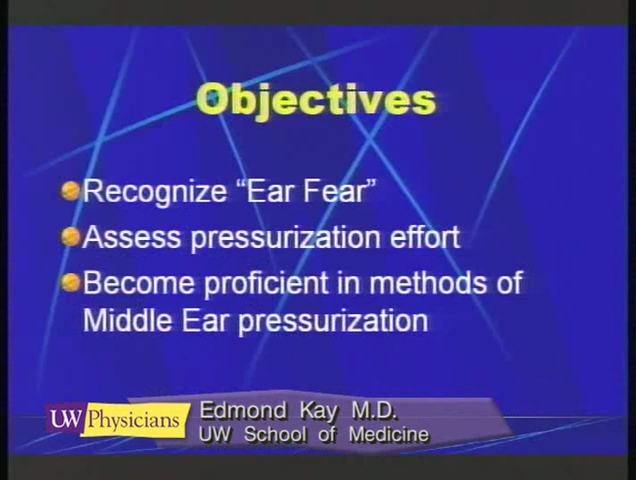 Objectives
Recognize “Ear Fear”
Assess pressurization effort
Become proficient in methods of
Middle Ear pressurization
UW Physicians
Edmond Kay M.D.
UW School of Medicine